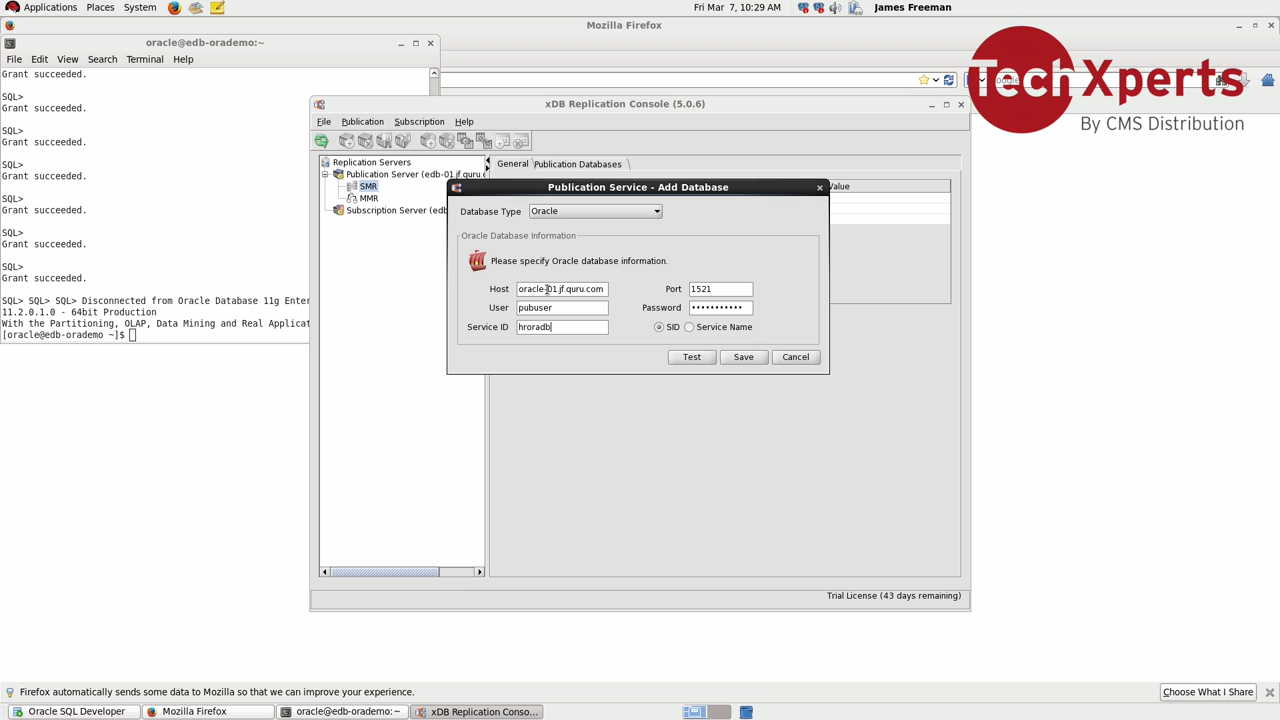 Applications Places System Fri Mar 7, 10:29 AM James Freeman
Mozilla Firefox
oracle@edb-orademo:~
File Edit View Search Terminal Help
Grant succeeded.
SQL>
Grant succeeded.
SQL>
Grant succeeded.
SQL>
Grant succeeded.
SQL>
Grant succeeded.
SQL>
Grant succeeded.
SQL>
Grant succeeded.
SQL> SQL> SQL> Disconnected from Oracle Database 11g Enter
11.2.0.1.0 - 64bit Production
With the Partitioning, OLAP, Data Mining and Real Applicat
[oracle@edb-orademo ~]$
Tech Xperts
By CMS Distribution
xDB Replication Console (5.0.6)
File Publication Subscription Help
Replication Servers
Publication Server (edb-01.jf.quru.c
SMR
MMR
Subscription Server (edb
General Publication Databases
Value
Publication Service - Add Database
Database Type Oracle
Oracle Database Information
Please specify Oracle database information.
Host oracle-01.jf.quru.com Port 1521
User pubuser Password •••••••••••
Service ID hroradb SID Service Name
Test Save Cancel
Trial License (43 days remaining)
Firefox automatically sends some data to Mozilla so that we can improve your experience. Choose What I Share
Oracle SQL Developer Mozilla Firefox oracle@edb-orademo:~ xDB Replication Conso...